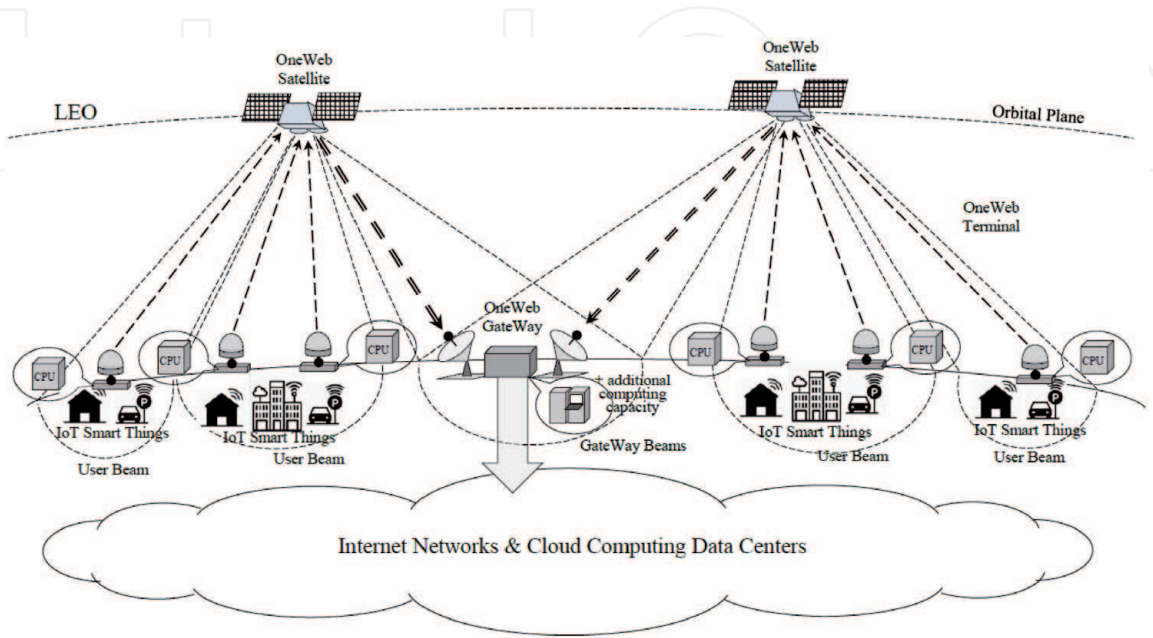 OneWeb
Satellite
OneWeb
Satellite
LEO
Orbital Plane
OneWeb
Terminal
OneWeb
GateWay
CPU
CPU
CPU
CPU
CPU
CPU
P
P
P
P
+ additional
computing
capacity
IoT Smart Things
IoT Smart Things
IoT Smart Things
IoT Smart Things
User Beam
User Beam
GateWay Beams
User Beam
User Beam
Internet Networks & Cloud Computing Data Centers